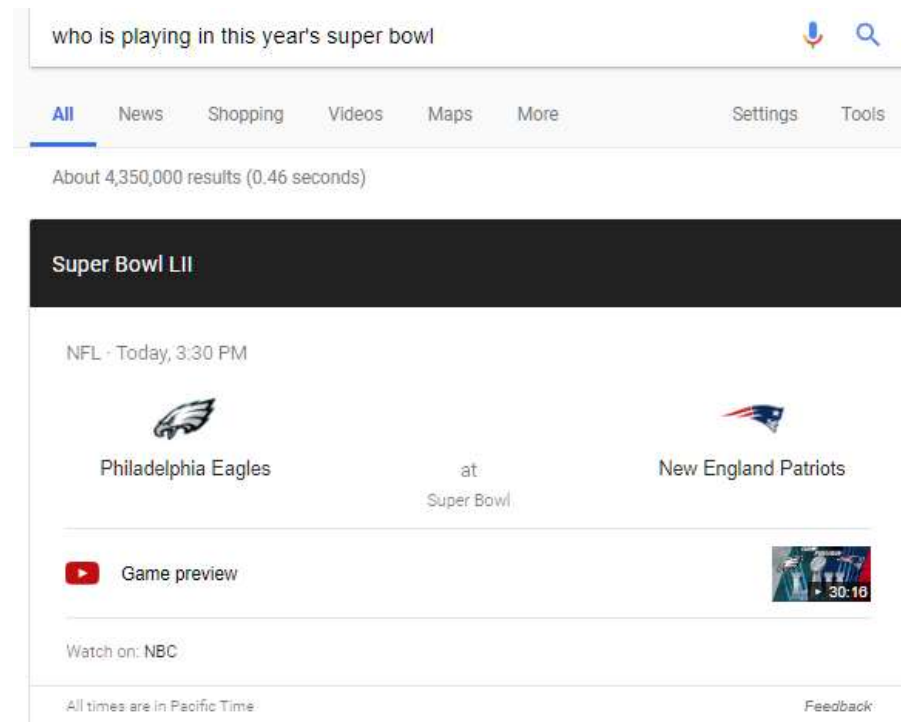 who is playing in this year's super bowl
All News Shopping Videos Maps More Settings Tools
About 4,350,000 results (0.46 seconds)
Super Bowl LII
NFL · Today, 3:30 PM
Philadelphia Eagles at New England Patriots
Super Bowl
Game preview
30:16
Watch on: NBC
All times are in Pacific Time Feedback